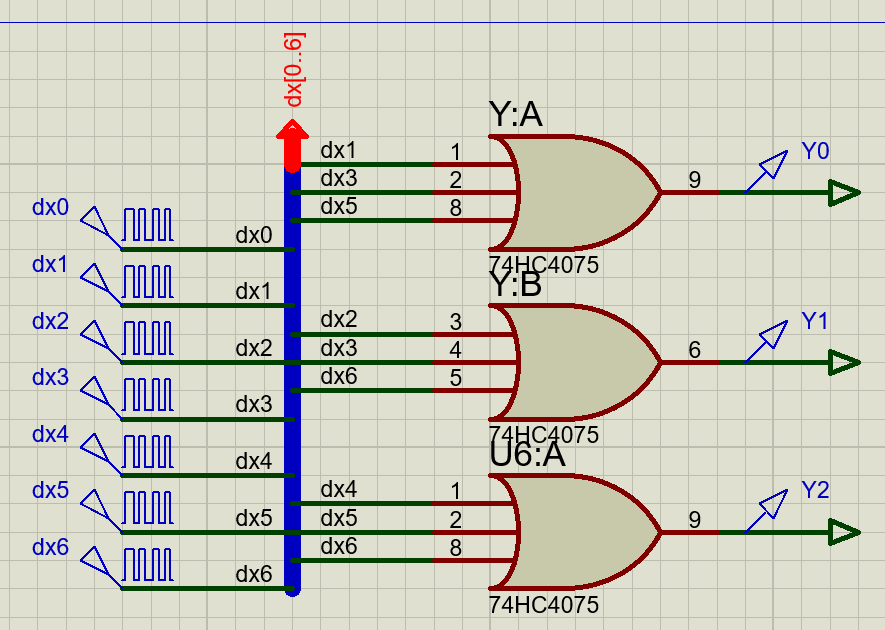 dx[0..6]
Y:A
dx1 1
dx3 2
dx5 8
9
Y0
74HC4075
dx0 dx0
dx1 dx1
dx2 dx2
dx3 dx3
dx4 dx4
dx5 dx5
dx6 dx6
Y:B
dx2 3
dx3 4
dx6 5
6
Y1
74HC4075
U6:A
dx4 1
dx5 2
dx6 8
9
Y2
74HC4075